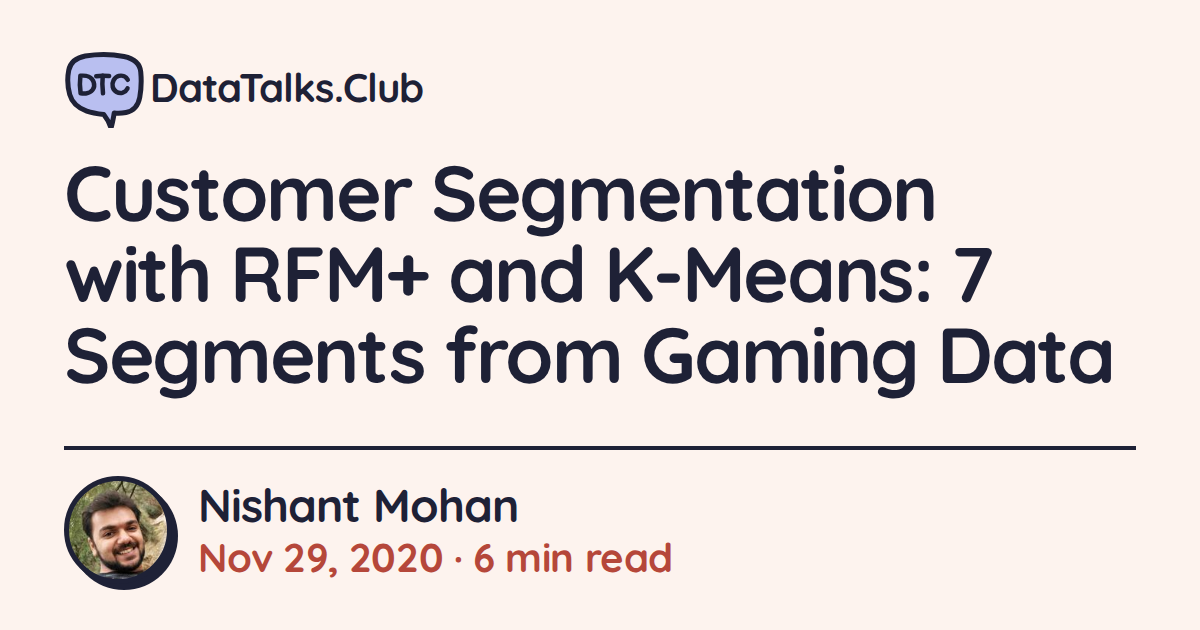 DTC DataTalks.Club
Customer Segmentation
with RFM+ and K-Means: 7
Segments from Gaming Data
Nishant Mohan
Nov 29, 2020 · 6 min read